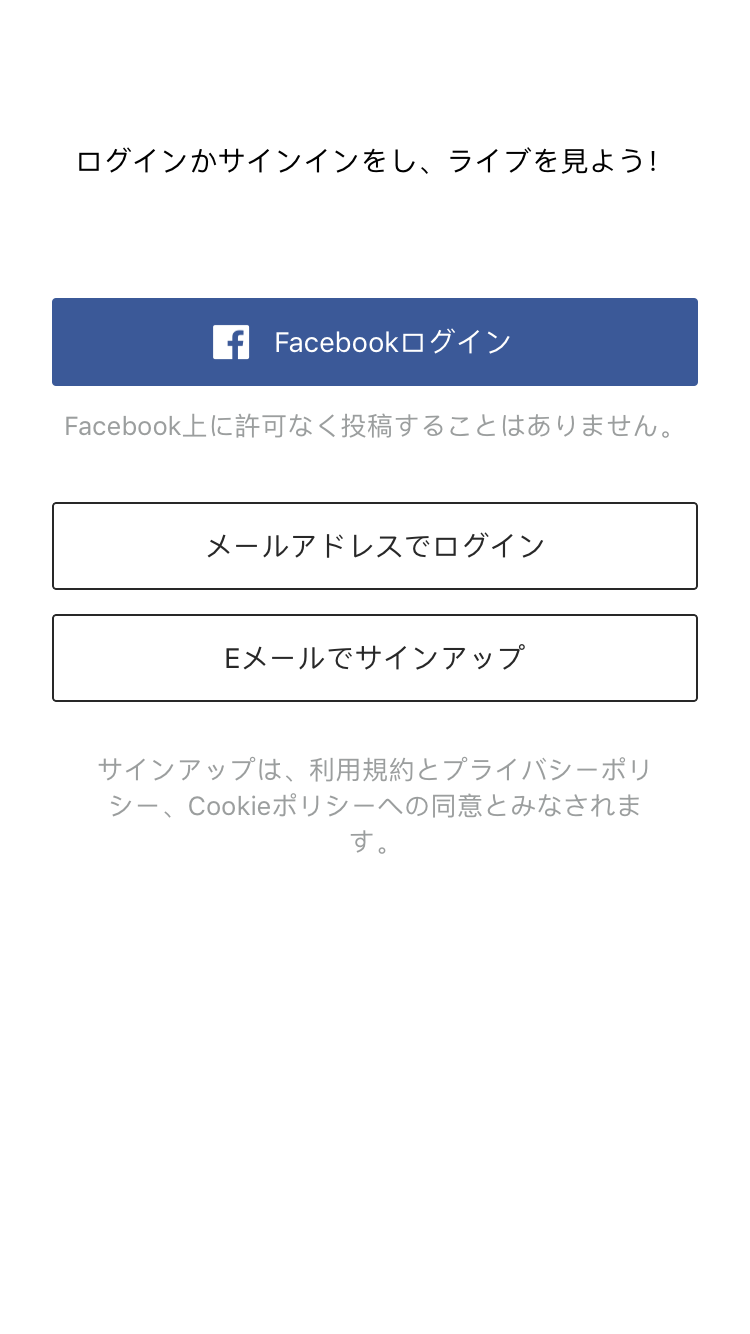 ログインかサインインをし、ライブを見よう!
Facebookログイン
Facebook上に許可なく投稿することはありません。
メールアドレスでログイン
Eメールでサインアップ
サインアップは、利用規約とプライバシーポリ
シー、Cookieポリシーへの同意とみなされま
す。